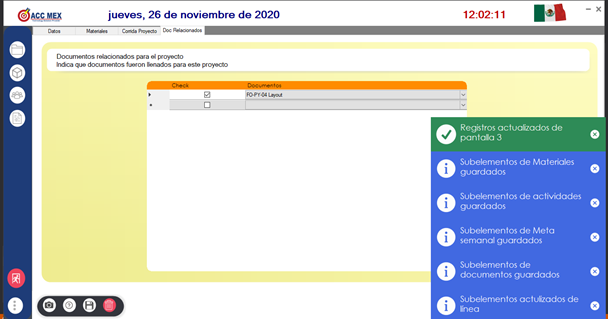 ACC MEX
jueves, 26 de noviembre de 2020
12:02:11
Datos
Materiales
Corrida Proyecto
Doc Relacionados
Documentos relacionados para el proyecto
Indica que documentos fueron llenados para este proyecto
Check
Documentos
FO-PY-04 Layout
Registros actualizados de
pantalla 3
Subelementos de Materiales
guardados
Subelementos de actividades
guardados
Subelementos de Meta
semanal guardados
Subelementos de
documentos guardados
Subelementos actulizados de
línea